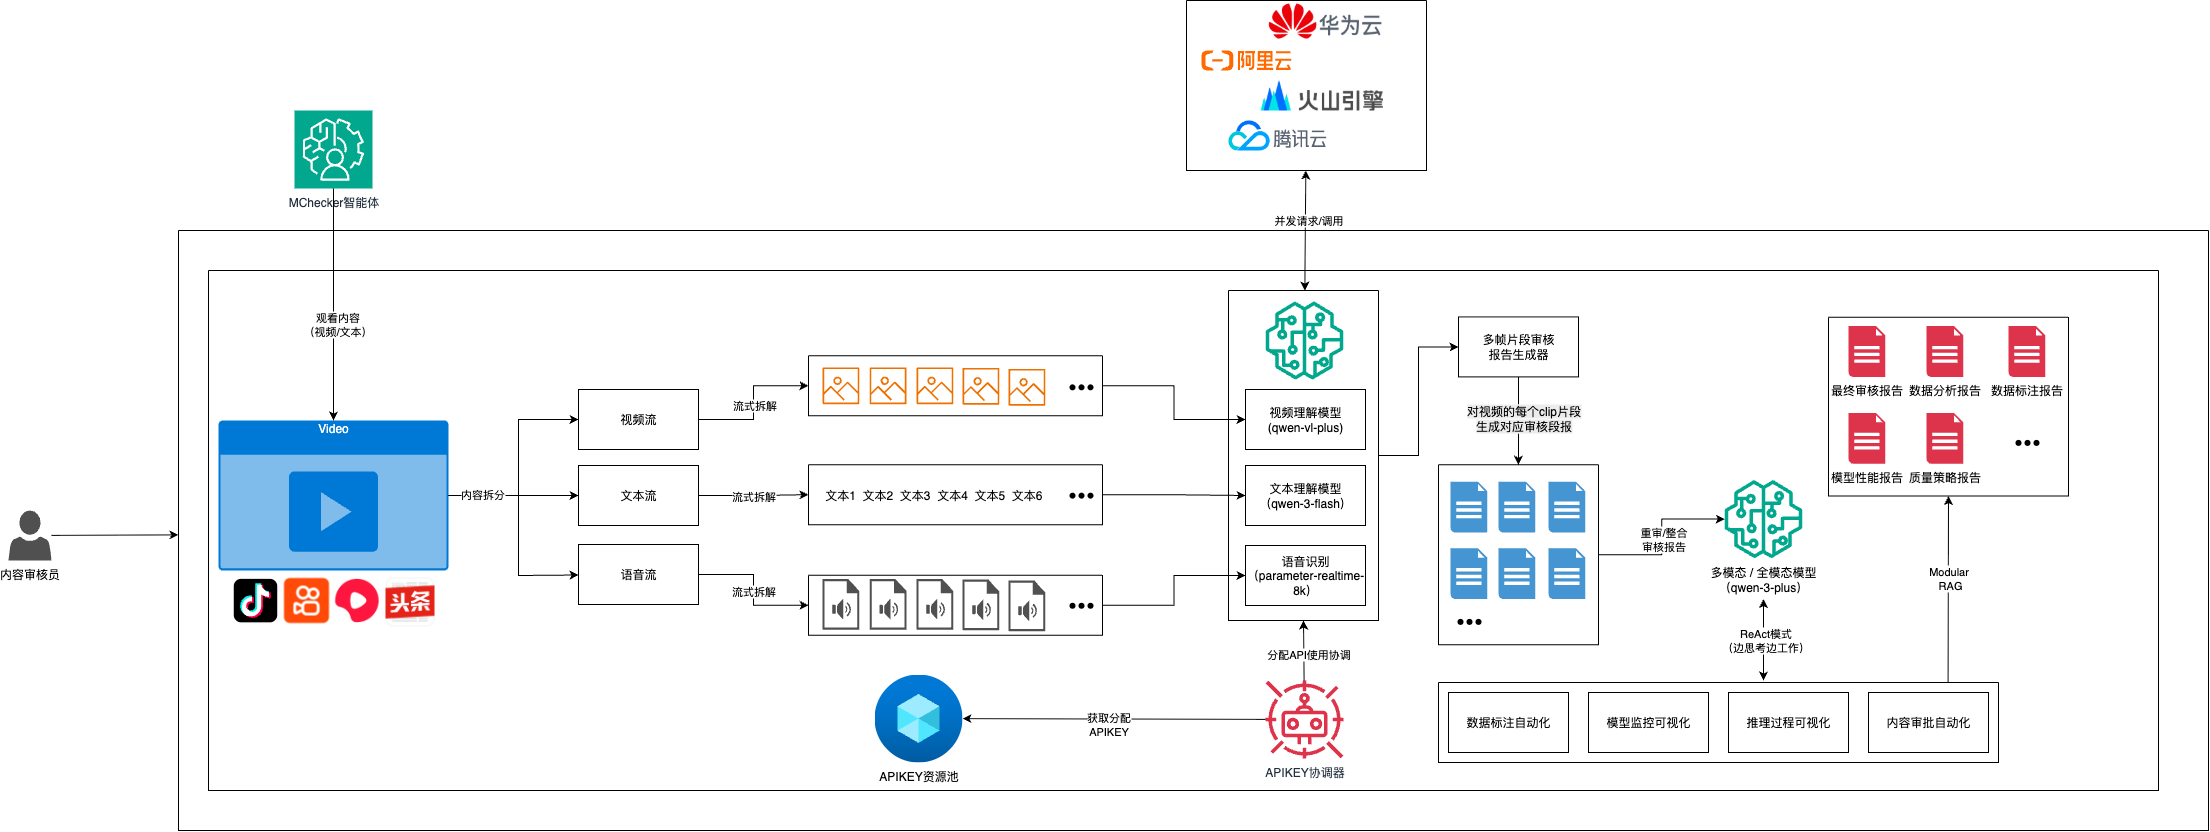 华为云
阿里云
火山引擎
腾讯云
MChecker智能体
并发请求/调用
观看内容
（视频/文本）
Video
内容拆分
内容审核员
视频流
文本流
语音流
流式拆解
流式拆解
流式拆解
文本1 文本2 文本3 文本4 文本5 文本6
视频理解模型
(qwen-vl-plus)
文本理解模型
(qwen-3-flash)
语音识别
（parameter-realtime-
8k）
头条
分配API使用协调
获取分配
APIKEY
APIKEY资源池
APIKEY协调器
多帧片段审核
报告生成器
对视频的每个clip片段
生成对应审核段报
重审/整合
审核报告
多模态 / 全模态模型
(qwen-3-plus)
ReAct模式
（边思考边工作）
数据标注自动化
模型监控可视化
推理过程可视化
内容审批自动化
Modular
RAG
最终审核报告 数据分析报告 数据标注报告
模型性能报告 质量策略报告